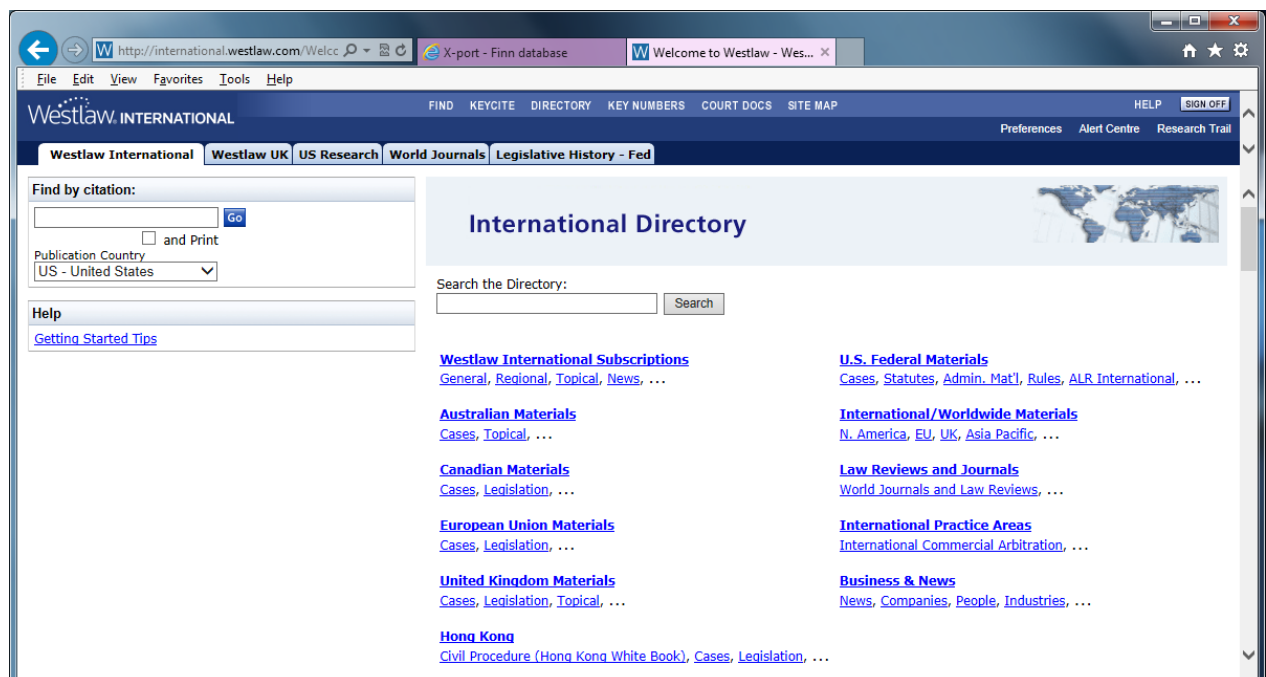 http://international.westlaw.com/Welcc
X-port - Finn database
Welcome to Westlaw - Wes...
File Edit View Favorites Tools Help
Westlaw. INTERNATIONAL
FIND KEYCITE DIRECTORY KEY NUMBERS COURT DOCS SITE MAP
HELP SIGN OFF
Preferences Alert Centre Research Trail
Westlaw International Westlaw UK US Research World Journals Legislative History - Fed
Find by citation:
Go
and Print
Publication Country
US - United States
Help
Getting Started Tips
International Directory
Search the Directory:
Search
Westlaw International Subscriptions
General, Regional, Topical, News, ...
Australian Materials
Cases, Topical, ...
Canadian Materials
Cases, Legislation, ...
European Union Materials
Cases, Legislation, ...
United Kingdom Materials
Cases, Legislation, Topical, ...
Hong Kong
Civil Procedure (Hong Kong White Book), Cases, Legislation, ...
U.S. Federal Materials
Cases, Statutes, Admin. Mat'l, Rules, ALR International, ...
International/Worldwide Materials
N. America, EU, UK, Asia Pacific, ...
Law Reviews and Journals
World Journals and Law Reviews, ...
International Practice Areas
International Commercial Arbitration, ...
Business & News
News, Companies, People, Industries, ...